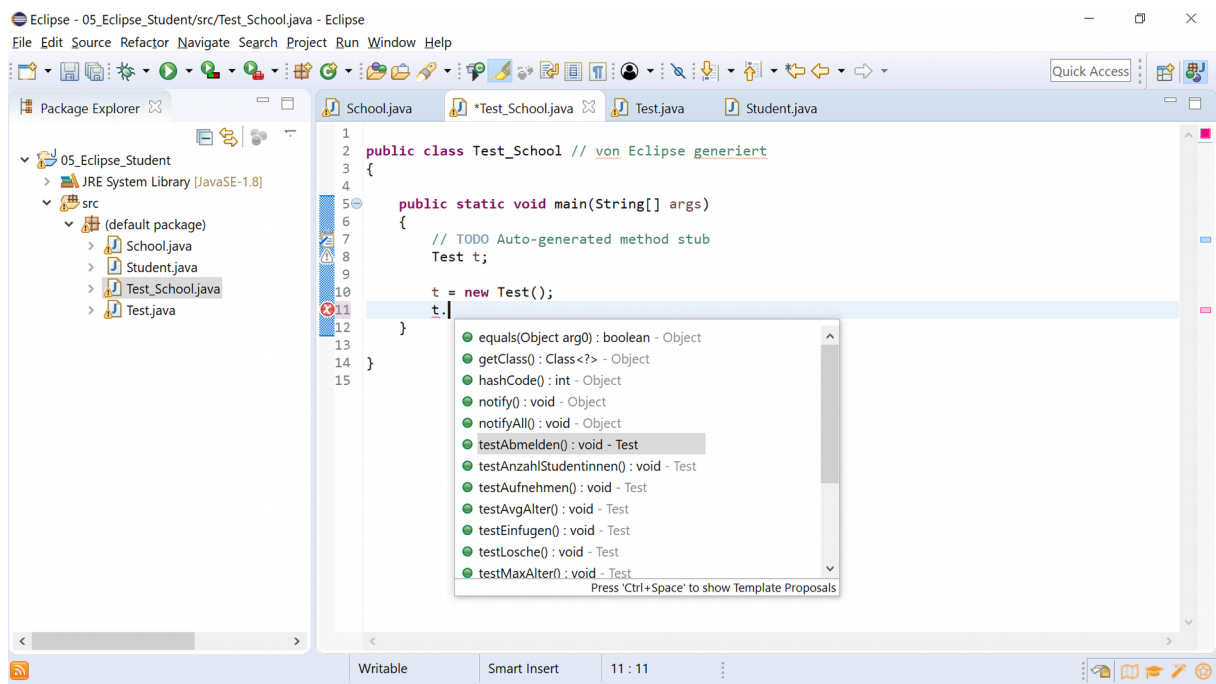 Eclipse - 05_Eclipse_Student/src/Test_School.java - Eclipse
File Edit Source Refactor Navigate Search Project Run Window Help
Quick Access
Package Explorer
School.java
*Test_School.java
Test.java
Student.java
05_Eclipse_Student
JRE System Library [JavaSE-1.8]
src
(default package)
School.java
Student.java
Test_School.java
Test.java
1
2 public class Test_School // von Eclipse generiert
3 {
4
5 public static void main(String[] args)
6 {
7 // TODO Auto-generated method stub
8 Test t;
9
10 t = new Test();
11 t.
12 }
13
14 }
15
equals(Object arg0) : boolean - Object
getClass() : Class<?> - Object
hashCode() : int - Object
notify() : void - Object
notifyAll() : void - Object
testAbmelden() : void - Test
testAnzahlStudentinnen() : void - Test
testAufnehmen() : void - Test
testAvgAlter() : void - Test
testEinfugen() : void - Test
testLosche() : void - Test
testMaxAlter() : void - Test
Press 'Ctrl+Space' to show Template Proposals
Writable
Smart Insert
11 : 11